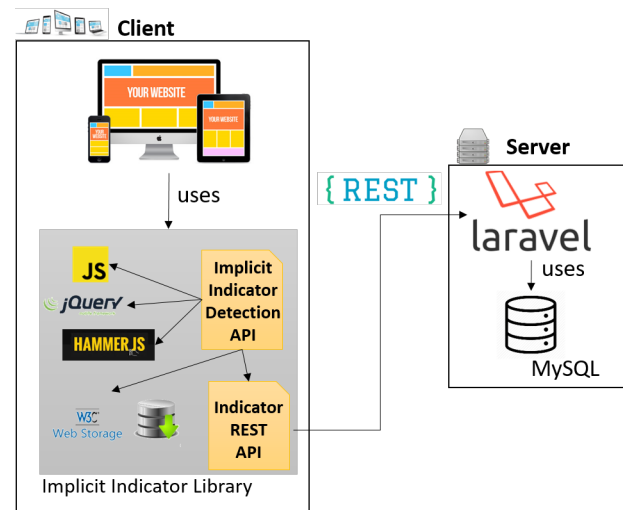 Client
YOUR WEBSITE
YOUR
WEBSITE
YOUR WEBSITE
uses
{ REST }
Server
laravel
uses
MySQL
JS
jQuery
HAMMER.JS
Implicit
Indicator
Detection
API
W3C
Web Storage
Indicator
REST
API
Implicit Indicator Library